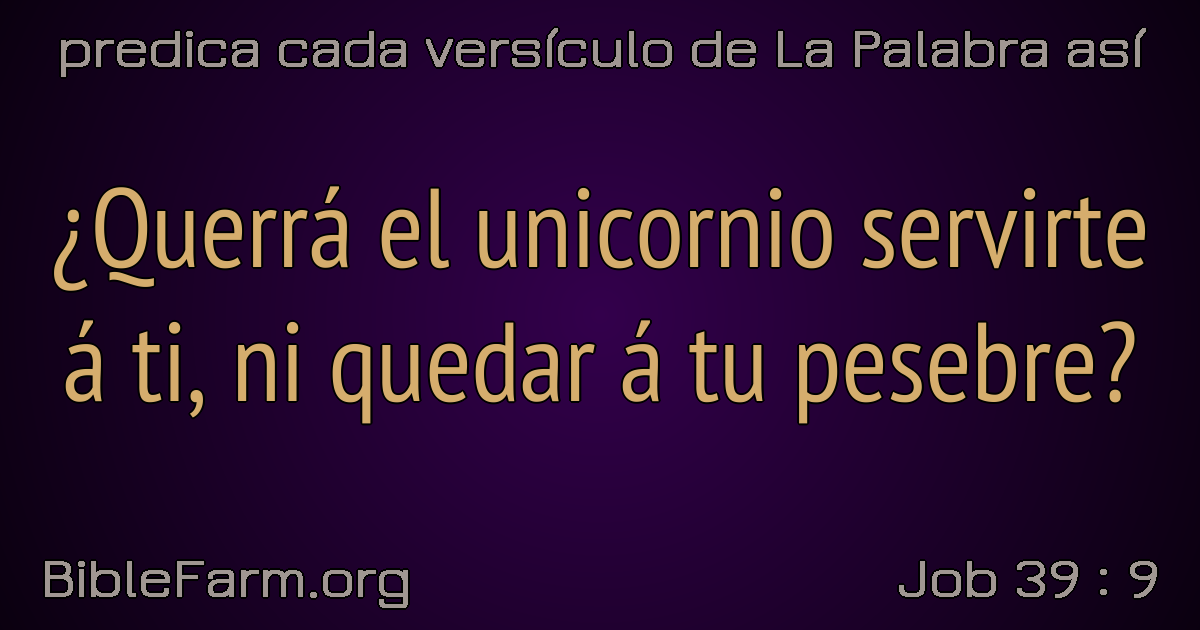 predica cada versículo de La Palabra así
¿Querrá el unicornio servirte
á ti, ni quedar á tu pesebre?
BibleFarm.org
Job 39 : 9